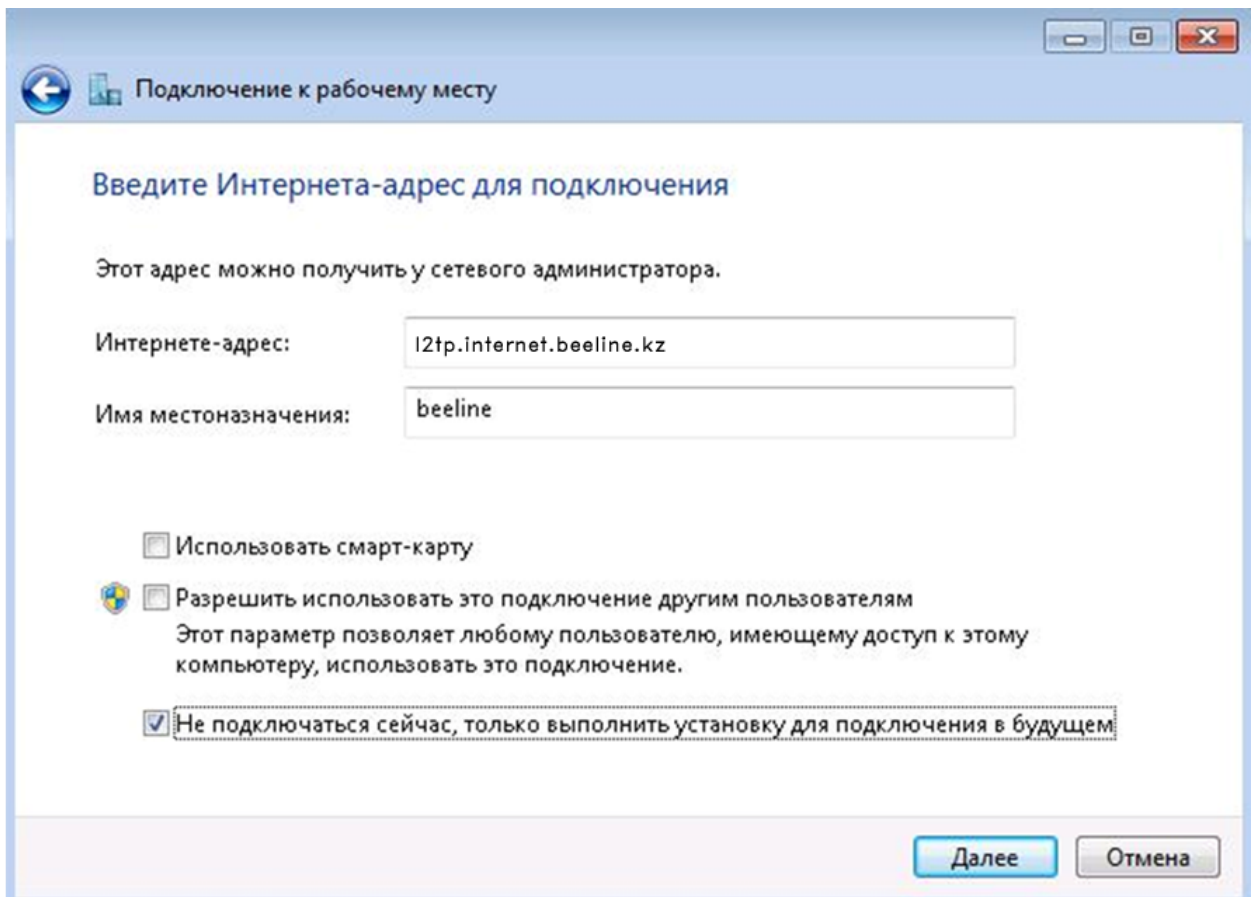 Подключение к рабочему месту
Введите Интернета-адрес для подключения
Этот адрес можно получить у сетевого администратора.
Интернете-адрес: l2tp.internet.beeline.kz
Имя местоназначения: beeline
Использовать смарт-карту
Разрешить использовать это подключение другим пользователям
Этот параметр позволяет любому пользователю, имеющему доступ к этому
компьютеру, использовать это подключение.
Не подключаться сейчас, только выполнить установку для подключения в будущем
Далее Отмена